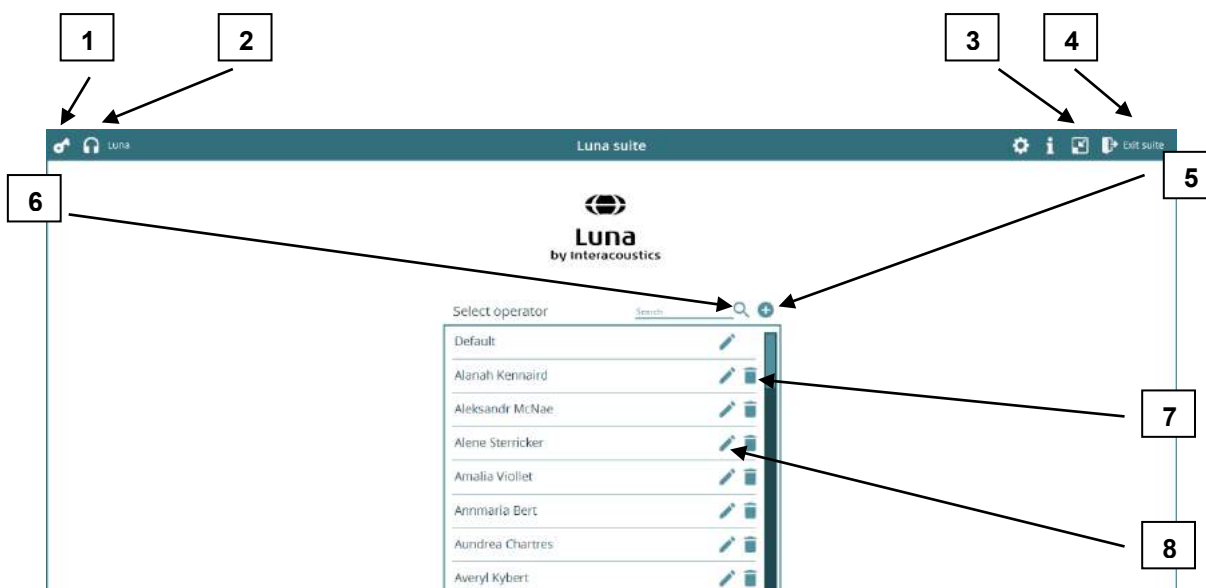 1
2
3
4
Luna
Luna suite
Exit suite
5
6
Luna
by Interacoustics
Select operator
Search
Default
Alanah Kennaird
Aleksandr McNae
7
Alene Sterricker
Amalia Viollet
Annmaria Bert
Aundrea Chartres
8
Averyl Kybert